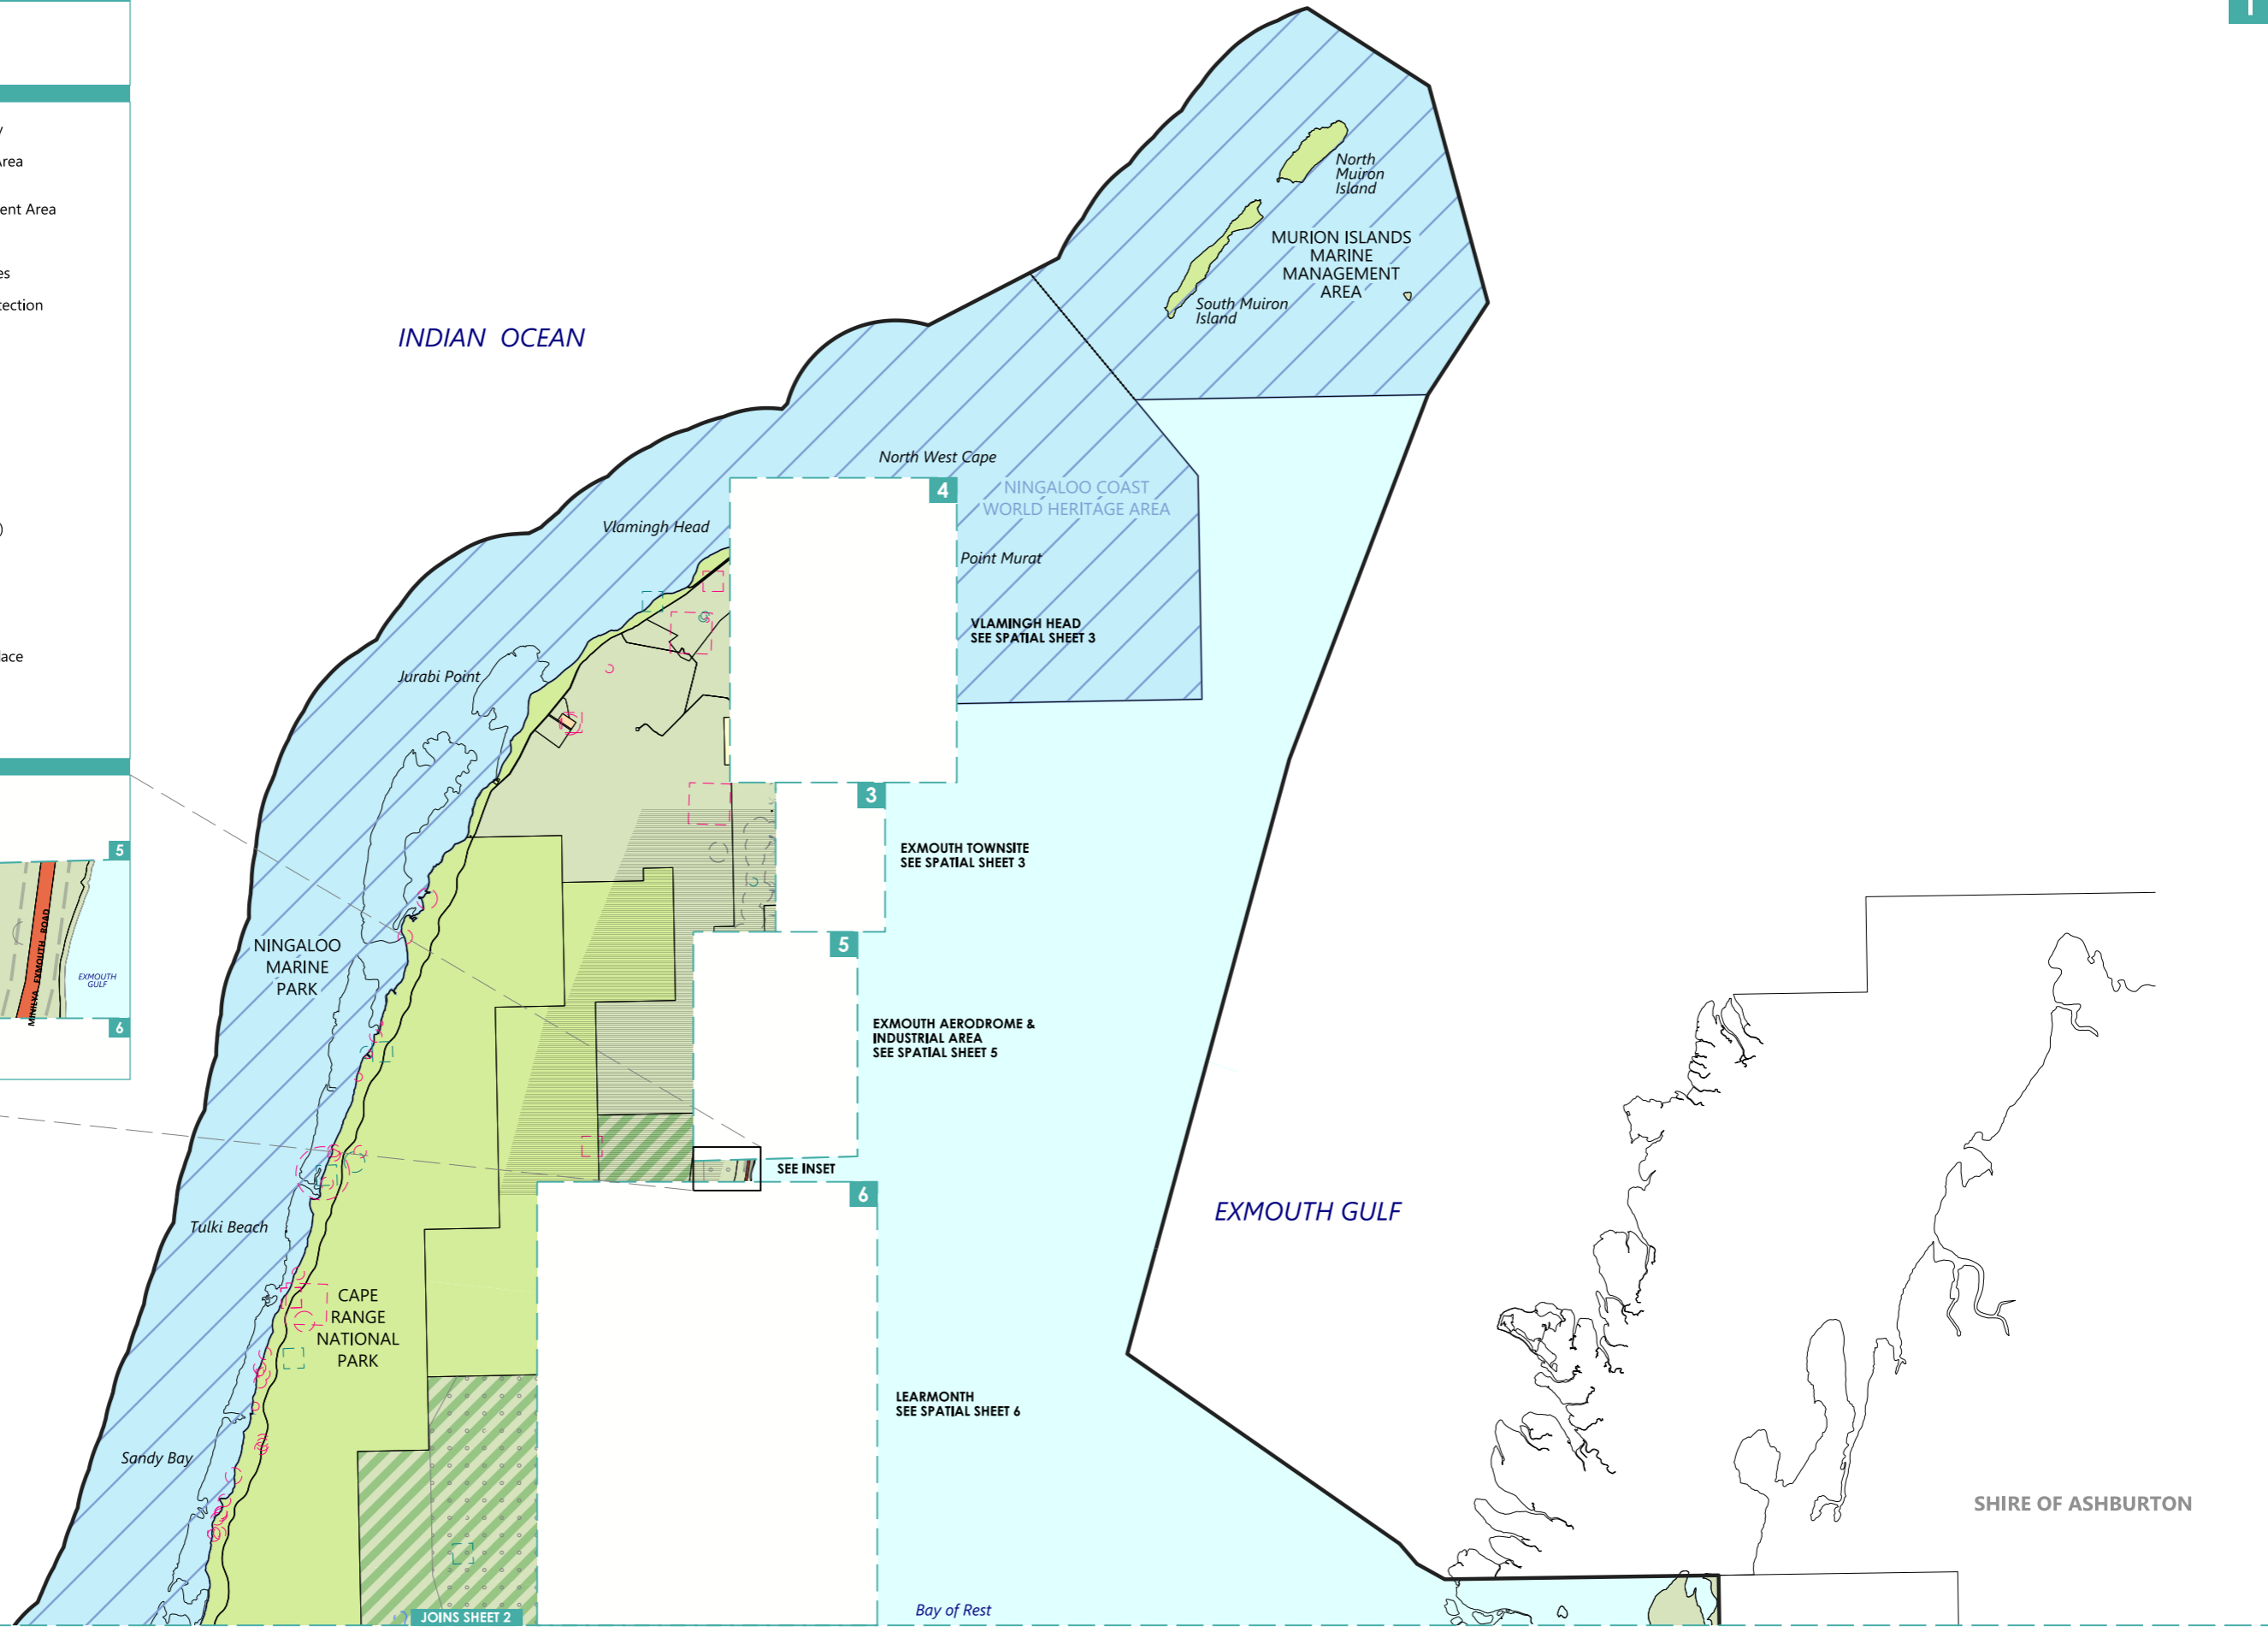 1
y
Area
ent Area
es
tection
)
lace
5
MINILYA EXMOUTH ROAD
EXMOUTH
GULF
6
INDIAN OCEAN
North
Muiron
Island
MURION ISLANDS
MARINE
MANAGEMENT
AREA
South Muiron
Island
North West Cape
4
NINGALOO COAST
WORLD HERITAGE AREA
Vlamingh Head
Point Murat
VLAMINGH HEAD
SEE SPATIAL SHEET 3
Jurabi Point
3
EXMOUTH TOWNSITE
SEE SPATIAL SHEET 3
NINGALOO
MARINE
PARK
5
EXMOUTH AERODROME &
INDUSTRIAL AREA
SEE SPATIAL SHEET 5
SEE INSET
6
Tulki Beach
EXMOUTH GULF
CAPE
RANGE
NATIONAL
PARK
LEARMONTH
SEE SPATIAL SHEET 6
Sandy Bay
SHIRE OF ASHBURTON
JOINS SHEET 2
Bay of Rest